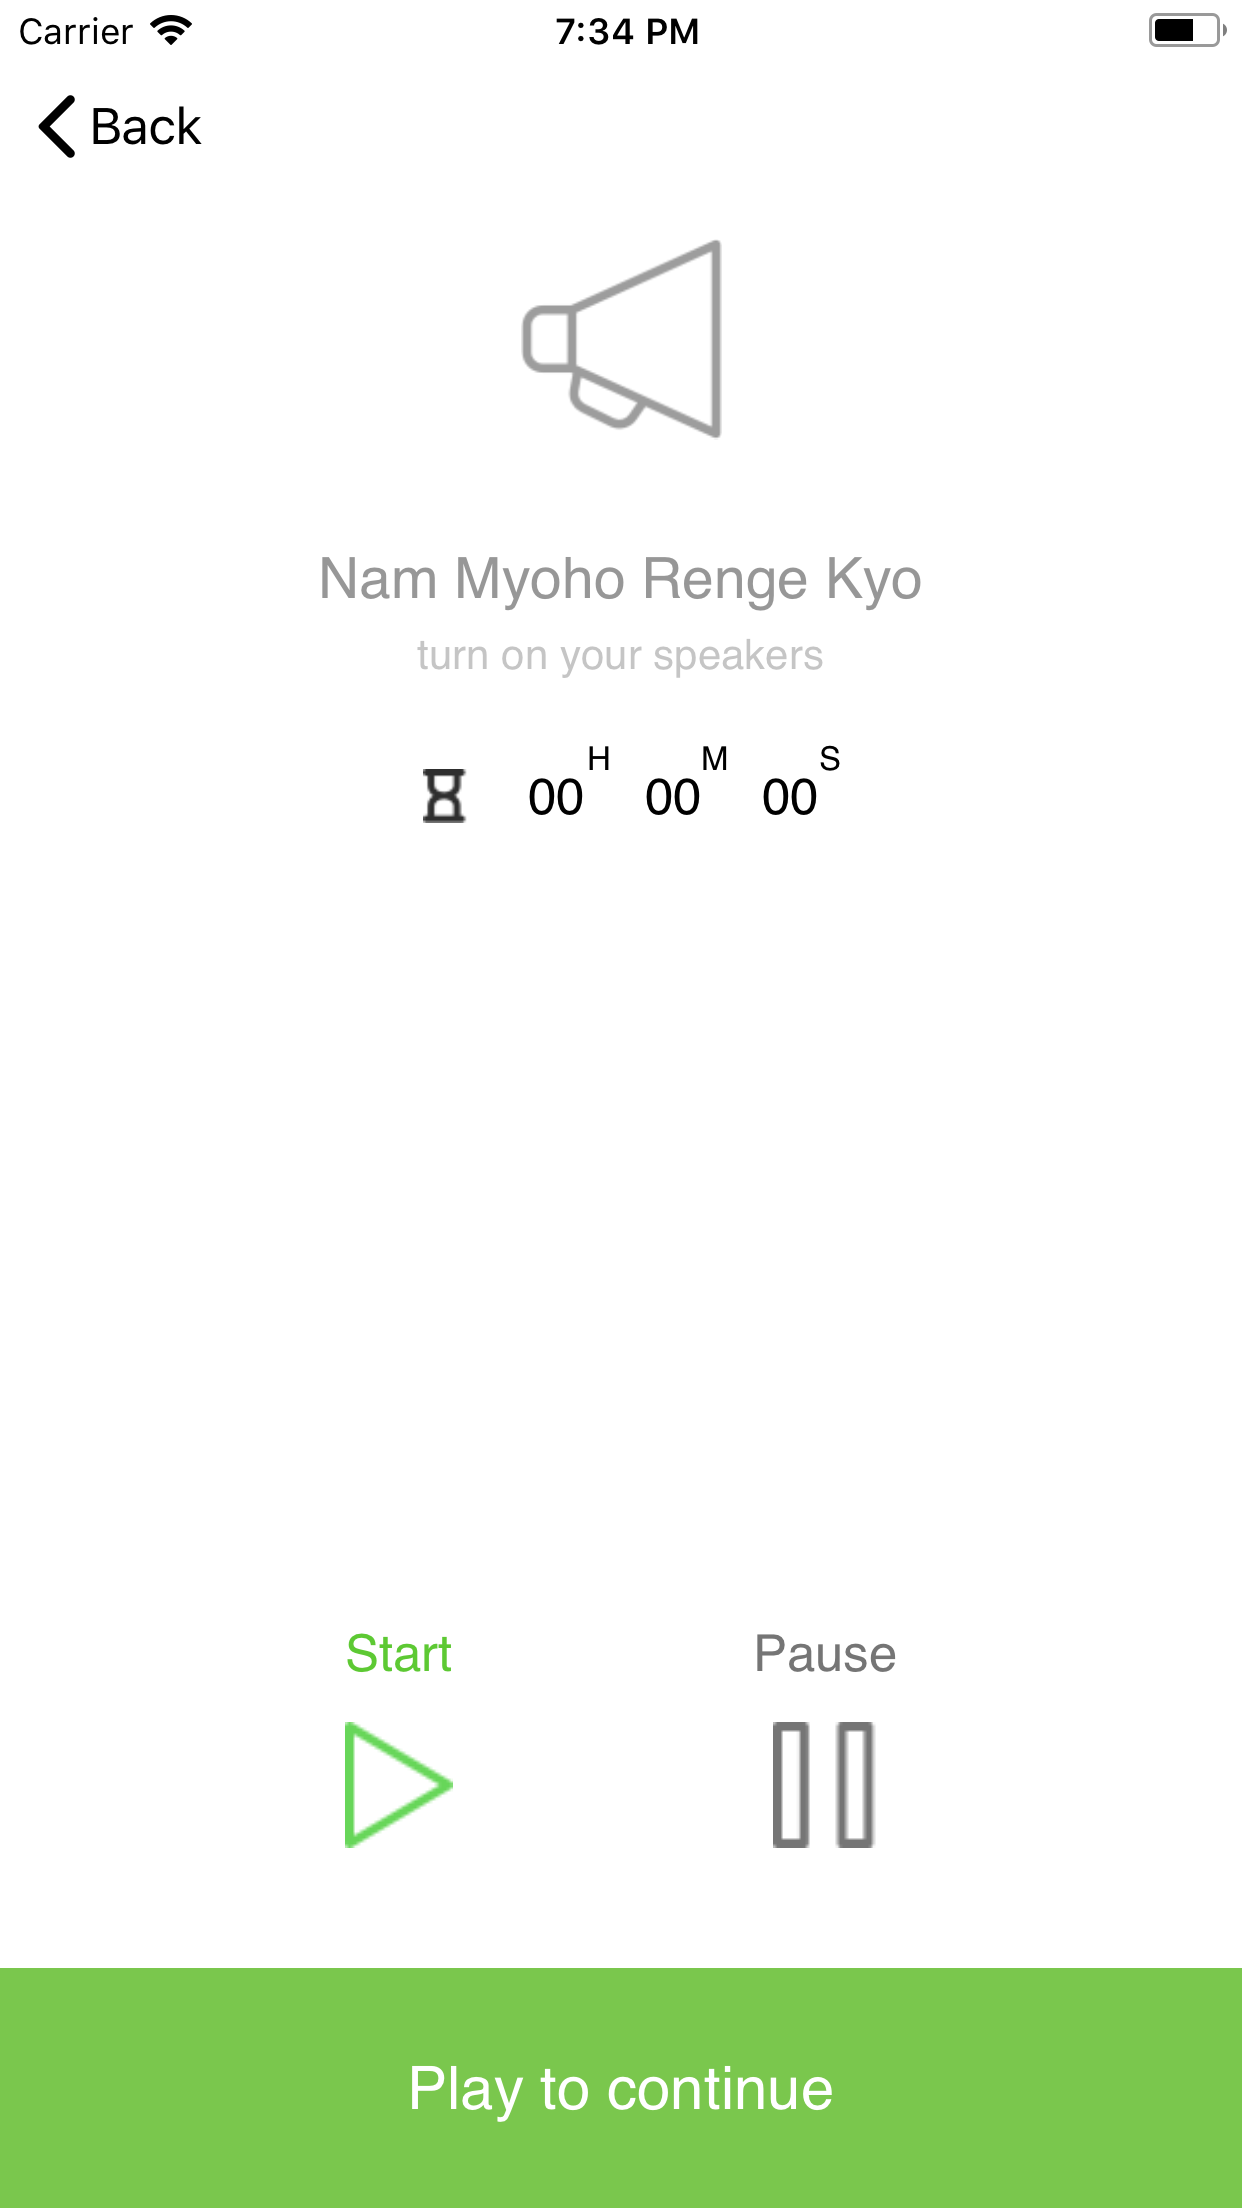 Carrier 7:34 PM
Back
Nam Myoho Renge Kyo
turn on your speakers
00 H 00 M 00 S
Start Pause
Play to continue